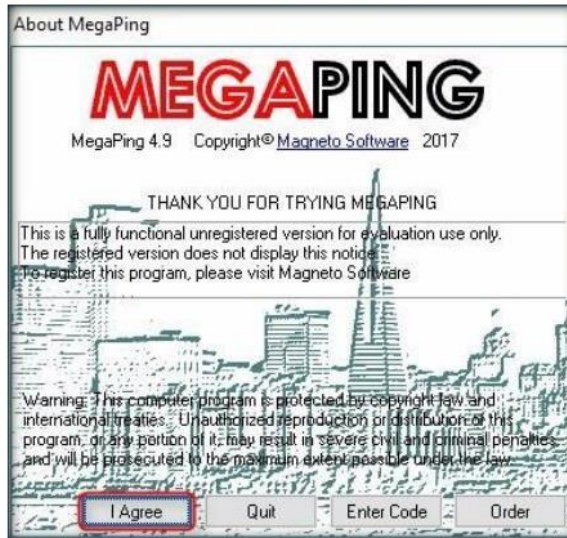 About MegaPing
MEGAPING
MegaPing 4.9 Copyright© Magneto Software 2017
THANK YOU FOR TRYING MEGAPING
This is a fully functional unregistered version for evaluation use only.
The registered version does not display this notice.
To register this program, please visit Magneto Software
Warning: This computer program is protected by copyright law and
international treaties. Unauthorized reproduction or distribution of this
program, or any portion of it, may result in severe civil and criminal penalties
and will be prosecuted to the maximum extent possible under the law.
I Agree Quit Enter Code Order